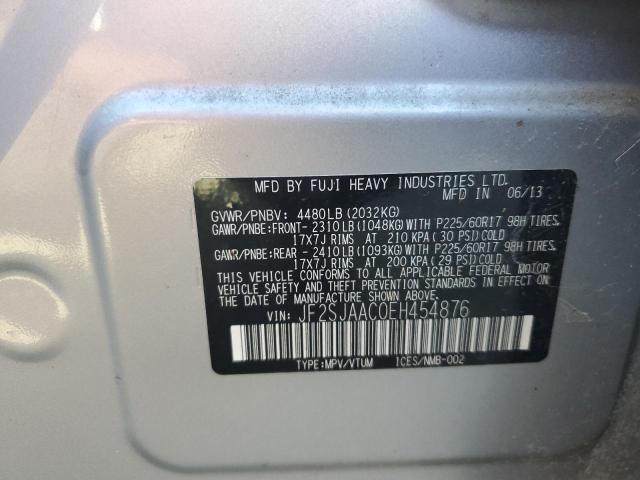 MFD BY FUJI HEAVY INDUSTRIES LTD.
MFD IN 06/13
GVWR/PNBV: 4480LB(2032KG)
GAWR/PNBE:FRONT- 2310LB(1048KG)WITH P225/60R17 98H TIRES,
17X7J RIMS AT 210 KPA(30 PSI)COLD
GAWR/PNBE:REAR - 2410LB(1093KG)WITH P225/60R17 98H TIRES,
17X7J RIMS AT 200 KPA(29 PSI)COLD
THIS VEHICLE CONFORMS TO ALL APPLICABLE FEDERAL MOTOR
VEHICLE SAFETY AND THEFT PREVENTION STANDARDS IN EFFECT
ON THE DATE OF MANUFACTURE SHOWN ABOVE.
VIN: JF2SJAAC0EH454876
TYPE:MPV/VTUM ICES/NMB-002